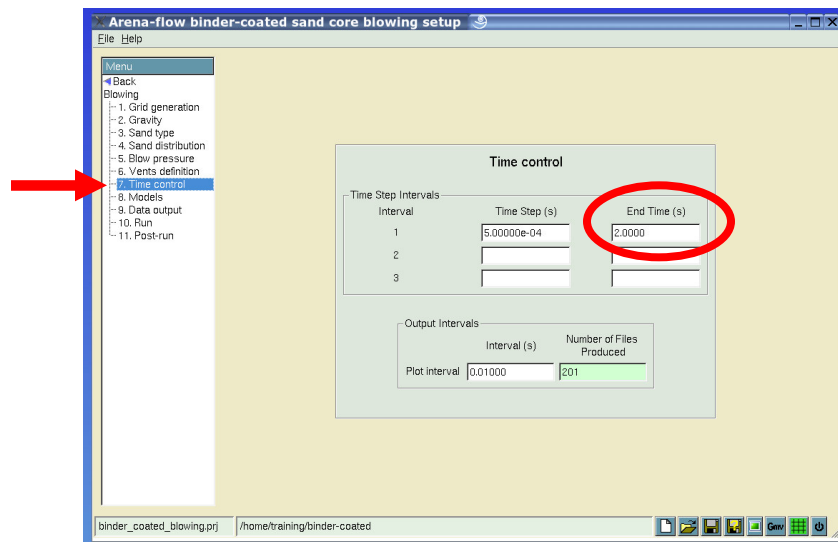 Arena-flow binder-coated sand core blowing setup
File Help
Menu
Back
Blowing
1. Grid generation
2. Gravity
3. Sand type
4. Sand distribution
5. Blow pressure
6. Vents definition
7. Time control
8. Models
9. Data output
10. Run
11. Post-run
Time control
Time Step Intervals
Interval Time Step (s) End Time (s)
1 5.00000e-04 2.0000
2
3
Output Intervals
Interval (s) Number of Files
Produced
Plot interval 0.01000 201
binder_coated_blowing.prj /home/training/binder-coated
Gmv